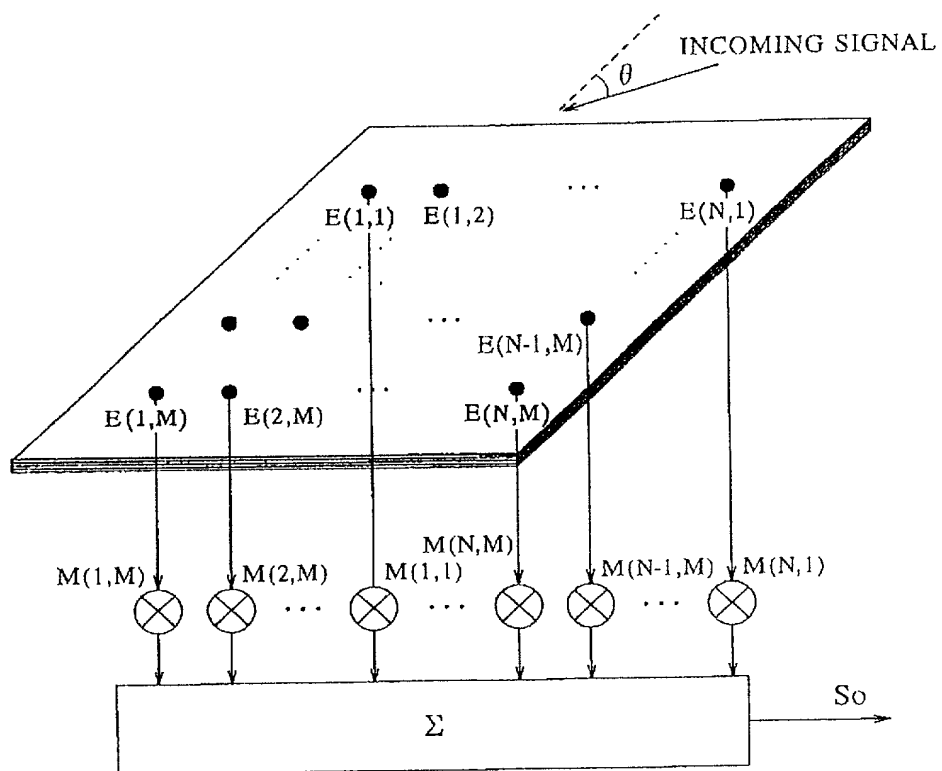 INCOMING SIGNAL
θ
...
E(1,1) E(1,2) E(N,1)
...
E(N-1,M)
...
E(1,M) E(2,M) E(N,M)
M(N,M)
M(1,M) M(2,M) M(1,1) M(N-1,M) M(N,1)
... ... ...
So
Σ